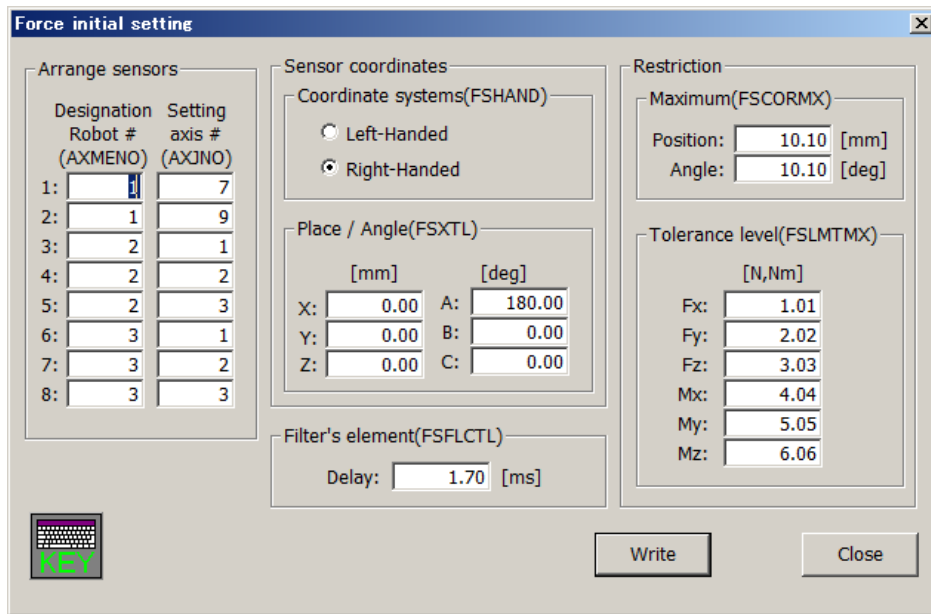 Force initial setting
Arrange sensors
Designation Setting
Robot # axis #
(AXMENO) (AXJNO)
1: 1 7
2: 1 9
3: 2 1
4: 2 2
5: 2 3
6: 3 1
7: 3 2
8: 3 3
KEY
Sensor coordinates
Coordinate systems(FSHAND)
Left-Handed
Right-Handed
Place / Angle(FSXTL)
[mm] [deg]
X: 0.00 A: 180.00
Y: 0.00 B: 0.00
Z: 0.00 C: 0.00
Filter's element(FSFLCTL)
Delay: 1.70 [ms]
Restriction
Maximum(FSCORMX)
Position: 10.10 [mm]
Angle: 10.10 [deg]
Tolerance level(FSLMTMX)
[N,Nm]
Fx: 1.01
Fy: 2.02
Fz: 3.03
Mx: 4.04
My: 5.05
Mz: 6.06
Write Close